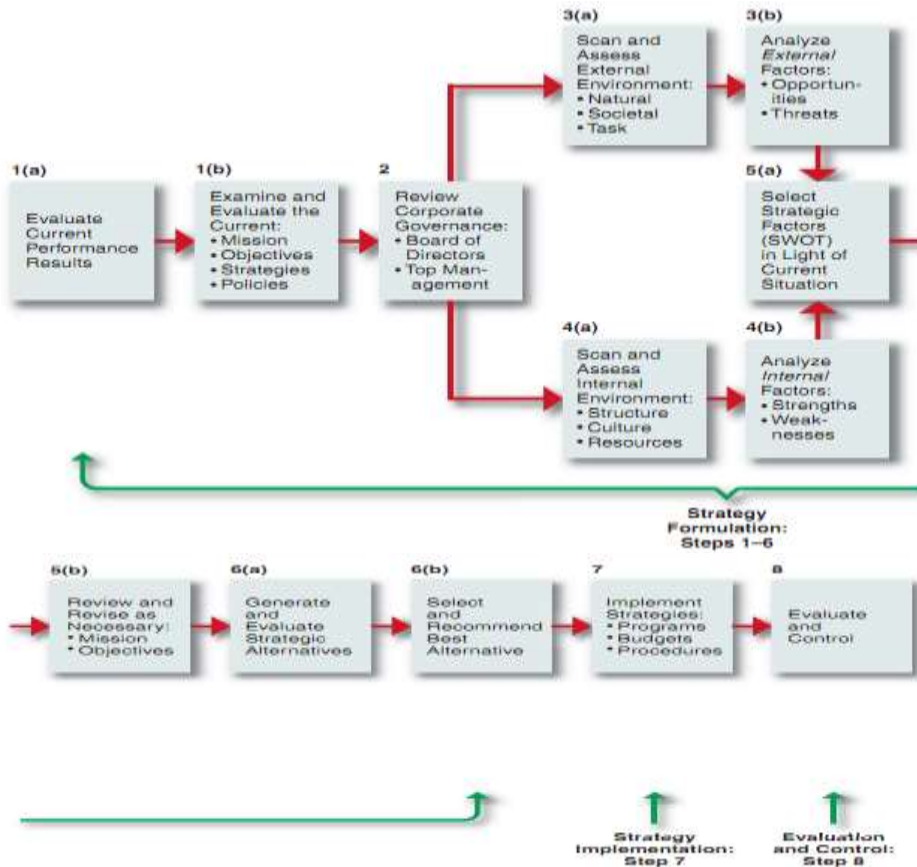 1(a)
Evaluate
Current
Performance
Results
1(b)
Examine and
Evaluate the
Current:
• Mission
• Objectives
• Strategies
• Policies
2
Review
Corporate
Governance:
• Board of
Directors
• Top Man-
agement
3(a)
Scan and
Assess
External
Environment:
• Natural
• Societal
• Task
3(b)
Analyze
External
Factors:
• Opportun-
ities
• Threats
4(a)
Scan and
Assess
Internal
Environment:
• Structure
• Culture
• Resources
4(b)
Analyze
Internal
Factors:
• Strengths
• Weak-
nesses
5(a)
Select
Strategic
Factors
(SWOT)
in Light of
Current
Situation
Strategy
Formulation:
Steps 1–6
5(b)
Review and
Revise as
Necessary:
• Mission
• Objectives
6(a)
Generate
and
Evaluate
Strategic
Alternatives
6(b)
Select
and
Recommend
Best
Alternative
7
Implement
Strategies:
• Programs
• Budgets
• Procedures
8
Evaluate
and
Control
Strategy
Implementation:
Step 7
Evaluation
and Control:
Step 8